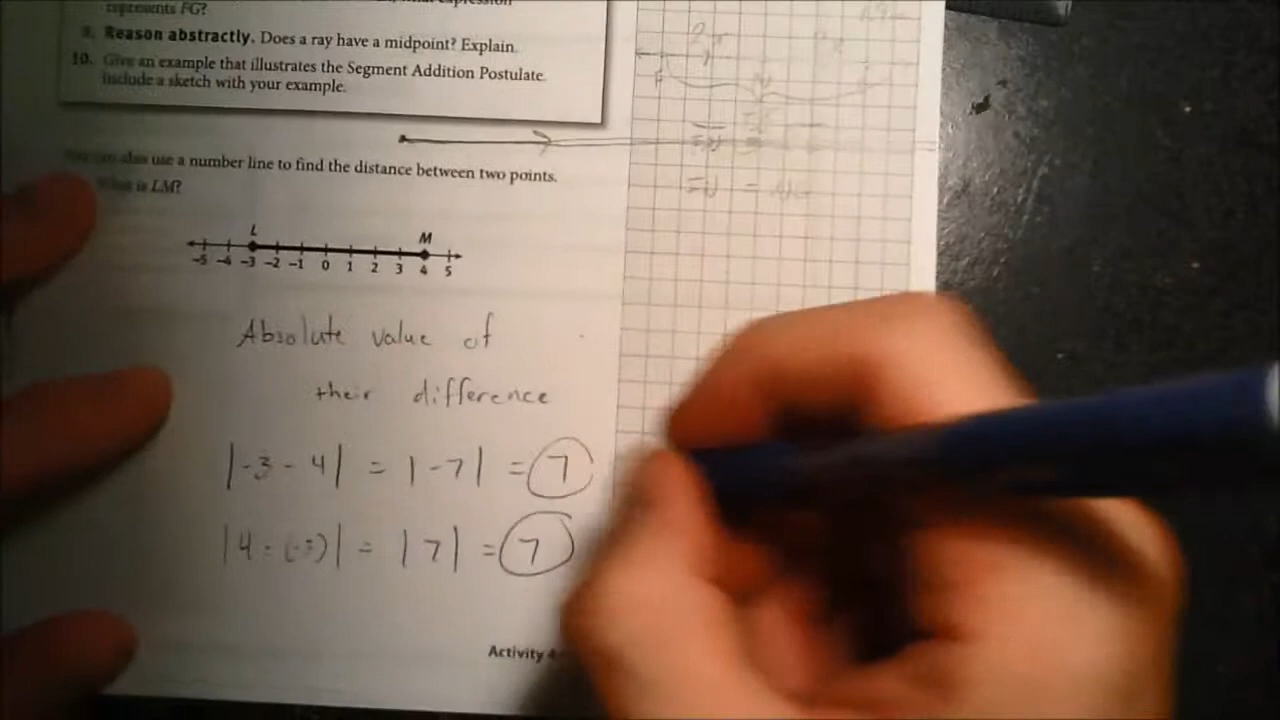 expression
represents FG?
9. Reason abstractly. Does a ray have a midpoint? Explain.
10. Give an example that illustrates the Segment Addition Postulate.
Include a sketch with your example.
also use a number line to find the distance between two points.
What is LM?
L M
-5 -4 -3 -2 -1 0 1 2 3 4 5
Absolute value of
their difference
|-3 - 4| = |-7| = 7
|4 - (-3)| = |7| = 7
Activity 4